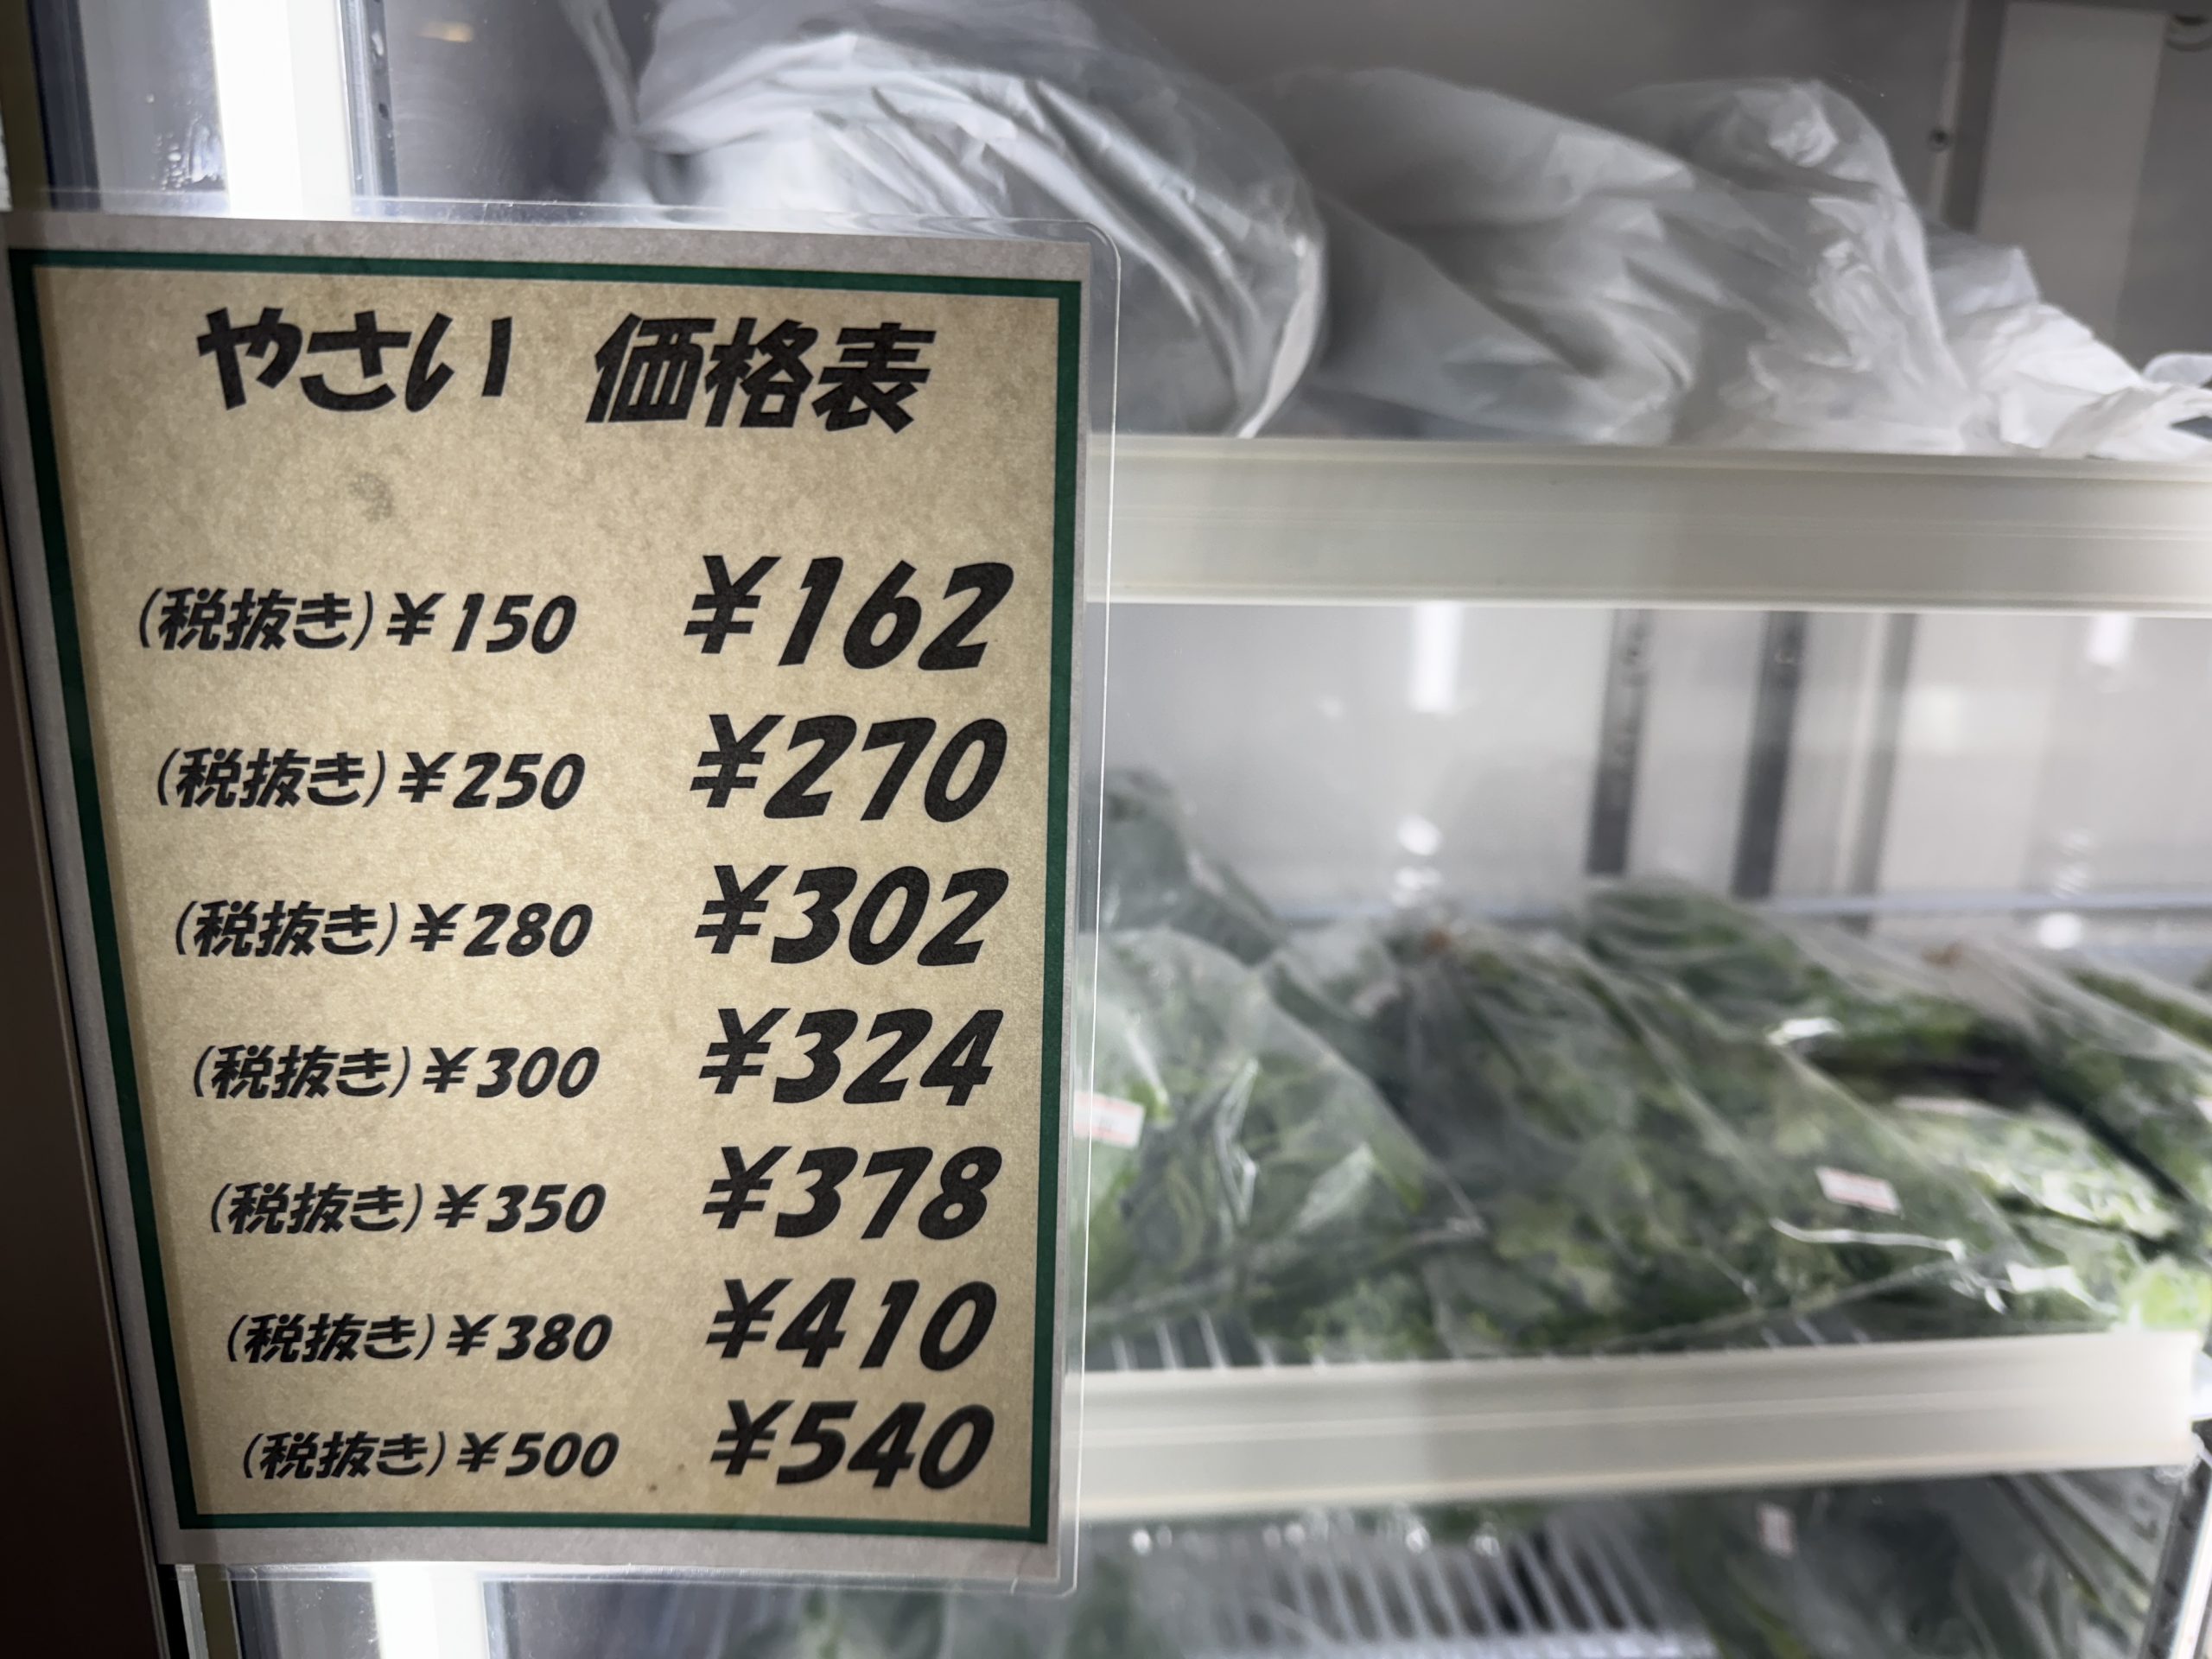 やさい 価格表
(税抜き)¥150 ¥162
(税抜き)¥250 ¥270
(税抜き)¥280 ¥302
(税抜き)¥300 ¥324
(税抜き)¥350 ¥378
(税抜き)¥380 ¥410
(税抜き)¥500 ¥540